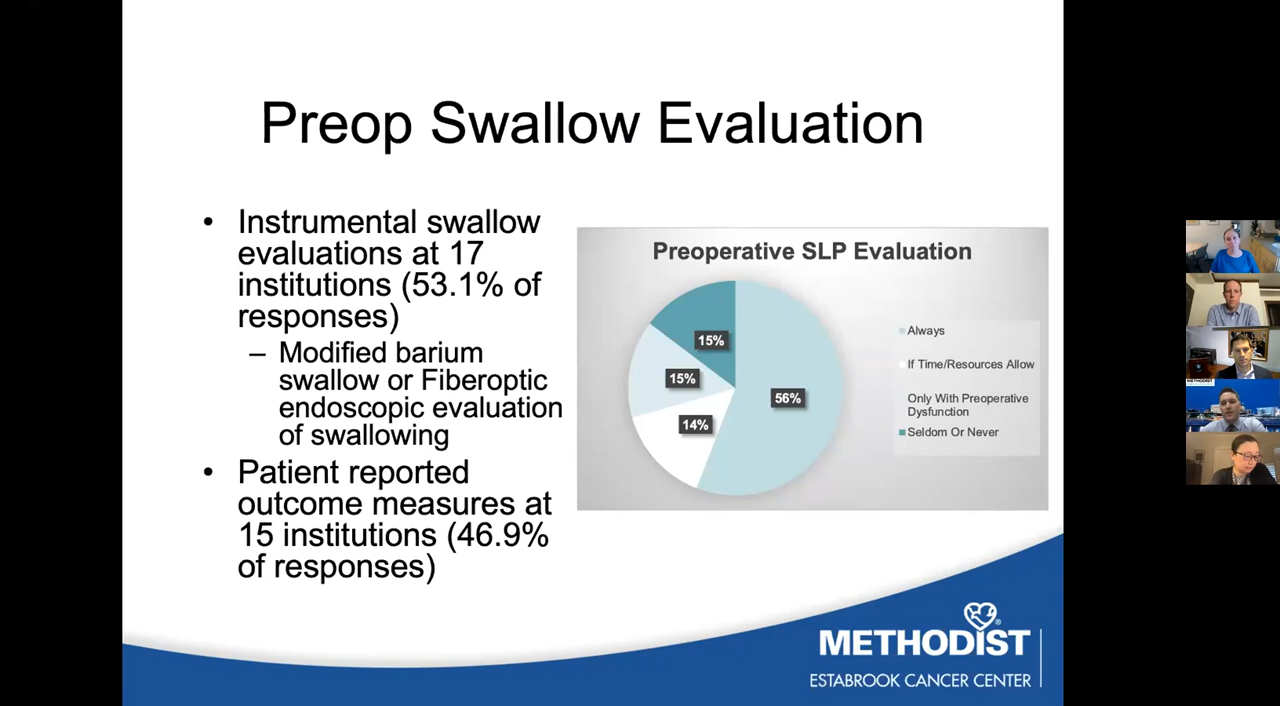 Preop Swallow Evaluation
• Instrumental swallow
evaluations at 17
institutions (53.1% of
responses)
– Modified barium
swallow or Fiberoptic
endoscopic evaluation
of swallowing
• Patient reported
outcome measures at
15 institutions (46.9%
of responses)
Preoperative SLP Evaluation
15%
15%
14%
56%
Always
If Time/Resources Allow
Only With Preoperative
Dysfunction
Seldom Or Never
METHODIST
ESTABROOK CANCER CENTER
METHODIST